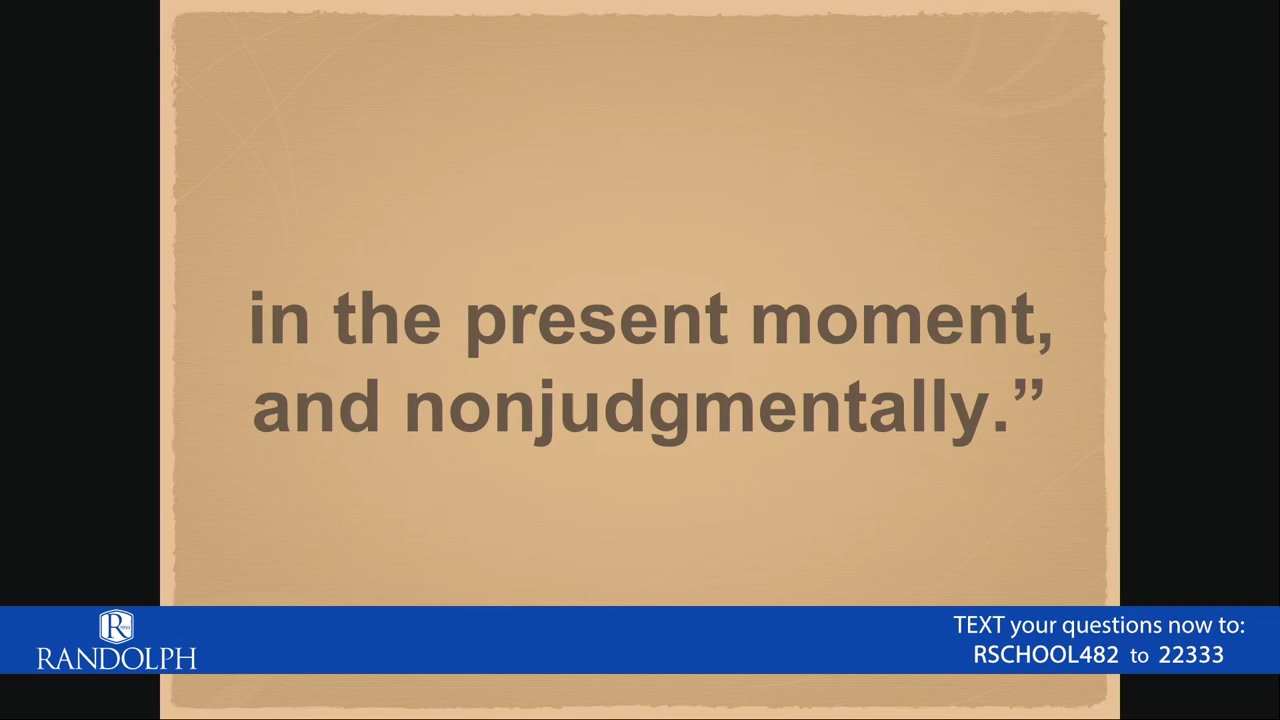 in the present moment,
and nonjudgmentally.”
R
RANDOLPH
TEXT your questions now to:
RSCHOOL482 to 22333